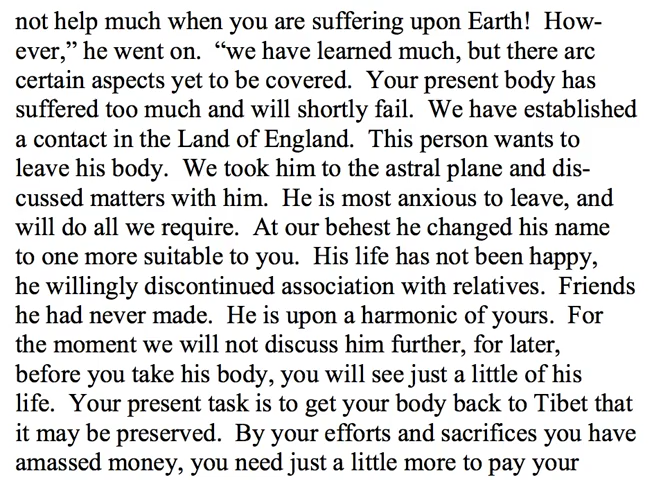 not help much when you are suffering upon Earth!  How-
ever,” he went on.  “we have learned much, but there arc
certain aspects yet to be covered.  Your present body has
suffered too much and will shortly fail.  We have established
a contact in the Land of England.  This person wants to
leave his body.  We took him to the astral plane and dis-
cussed matters with him.  He is most anxious to leave, and
will do all we require.  At our behest he changed his name
to one more suitable to you.  His life has not been happy,
he willingly discontinued association with relatives.  Friends
he had never made.  He is upon a harmonic of yours.  For
the moment we will not discuss him further, for later,
before you take his body, you will see just a little of his
life.  Your present task is to get your body back to Tibet that
it may be preserved.  By your efforts and sacrifices you have
amassed money, you need just a little more to pay your